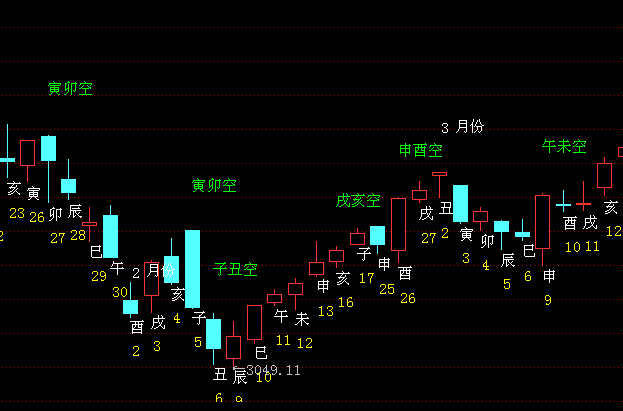 寅卯空
3 月份
申酉空
午未空
寅卯空
戌亥空
子丑空
亥
23
寅
26
卯
27
辰
28
巳
29
午
30
2 月份
酉
2
戌
3
亥
4
子
5
丑
6
辰
9
3049.11
巳
10
午
11
未
12
申
13
亥
16
子
17
申
25
酉
26
戌
27
丑
2
寅
3
卯
4
辰
5
巳
6
申
9
酉
10
戌
11
亥
12